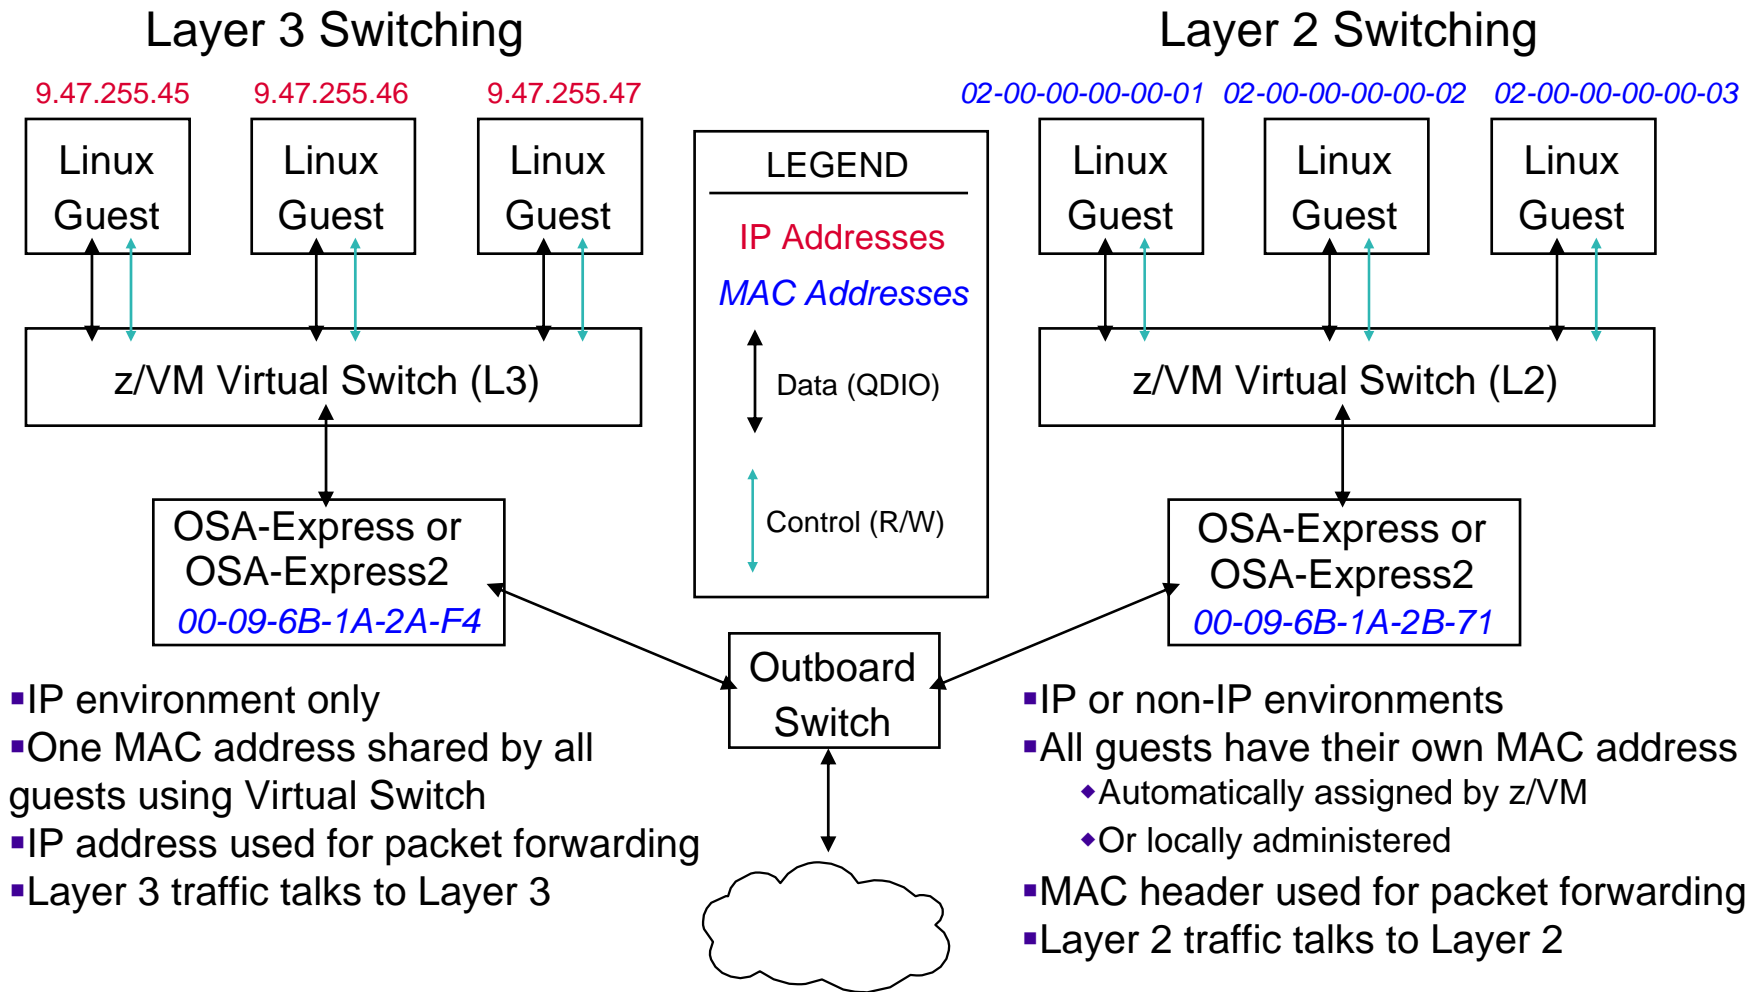 Layer 3 Switching
Layer 2 Switching
9.47.255.45
9.47.255.46
9.47.255.47
02-00-00-00-00-01
02-00-00-00-00-02
02-00-00-00-00-03
Linux
Guest
Linux
Guest
Linux
Guest
LEGEND
IP Addresses
MAC Addresses
Data (QDIO)
Control (R/W)
Linux
Guest
Linux
Guest
Linux
Guest
z/VM Virtual Switch (L3)
z/VM Virtual Switch (L2)
OSA-Express or
OSA-Express2
00-09-6B-1A-2A-F4
OSA-Express or
OSA-Express2
00-09-6B-1A-2B-71
Outboard
Switch
▪IP environment only
▪One MAC address shared by all
guests using Virtual Switch
▪IP address used for packet forwarding
▪Layer 3 traffic talks to Layer 3
▪IP or non-IP environments
▪All guests have their own MAC address
◆Automatically assigned by z/VM
◆Or locally administered
▪MAC header used for packet forwarding
▪Layer 2 traffic talks to Layer 2